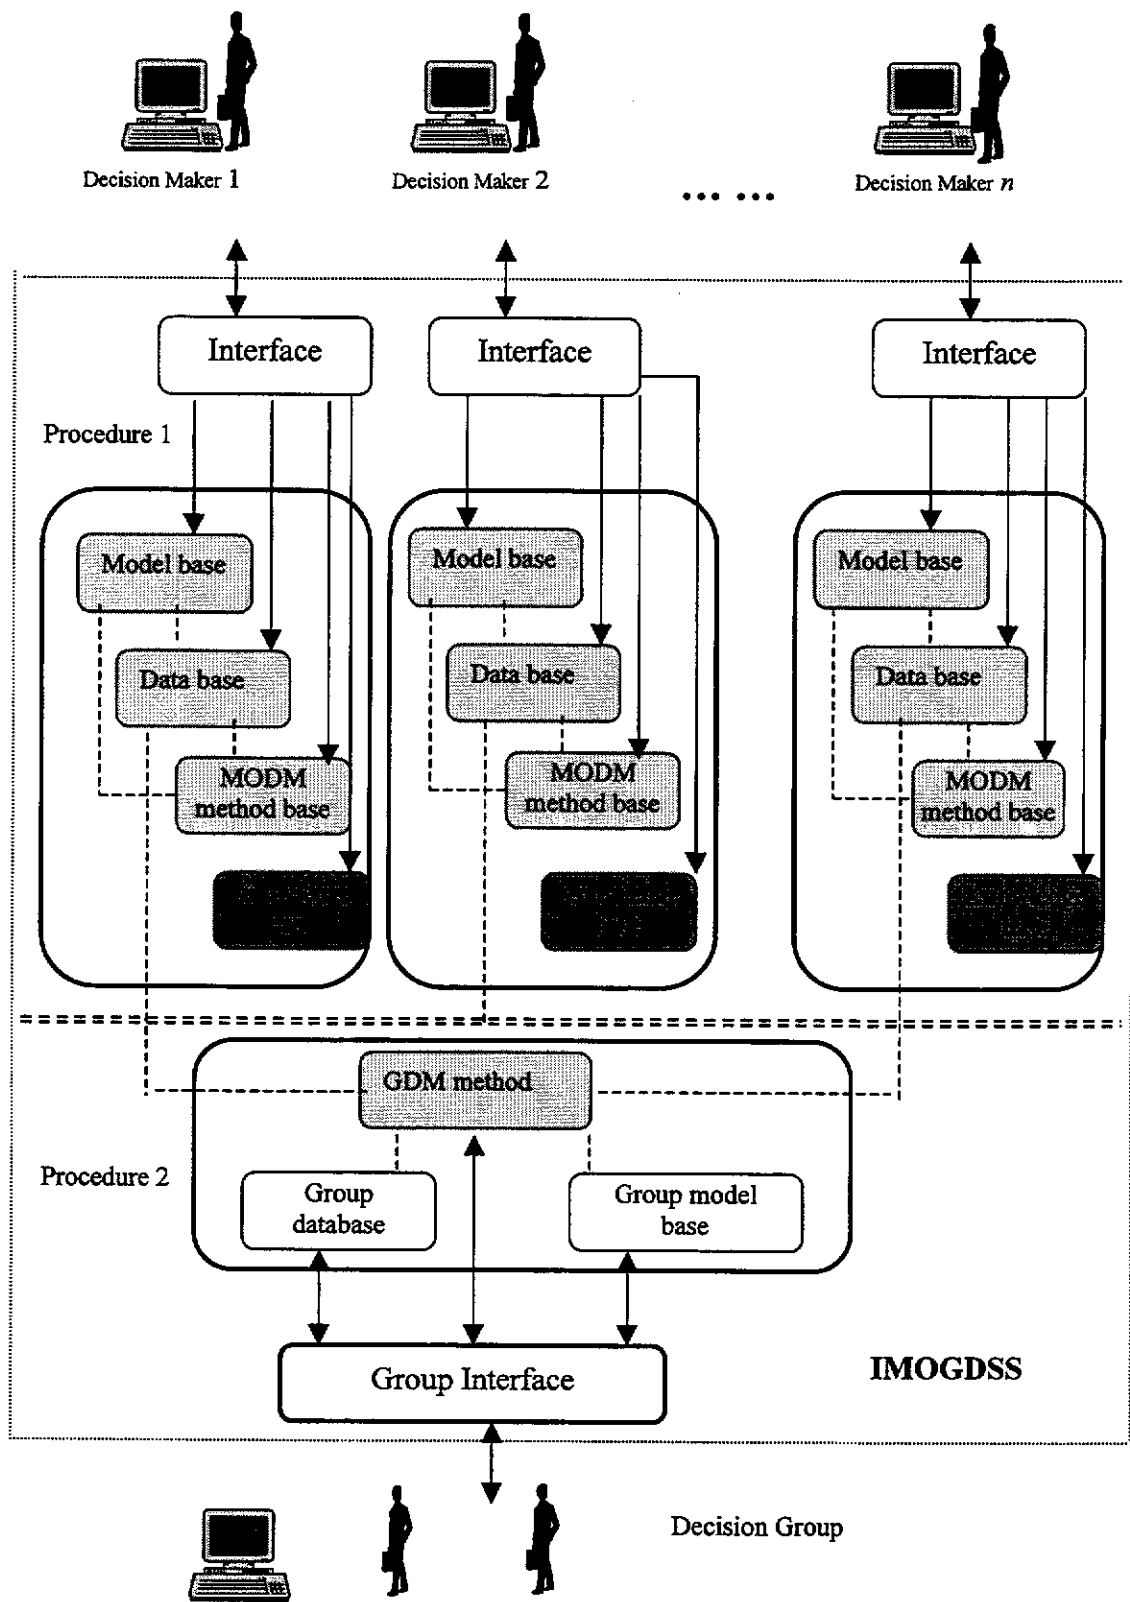 Decision Maker 1
Decision Maker 2
... ...
Decision Maker n
Interface
Interface
Interface
Procedure 1
Model base
Model base
Model base
Data base
Data base
Data base
MODM
method base
MODM
method base
MODM
method base
GDM method
Procedure 2
Group
database
Group model
base
Group Interface
IMOGDSS
Decision Group